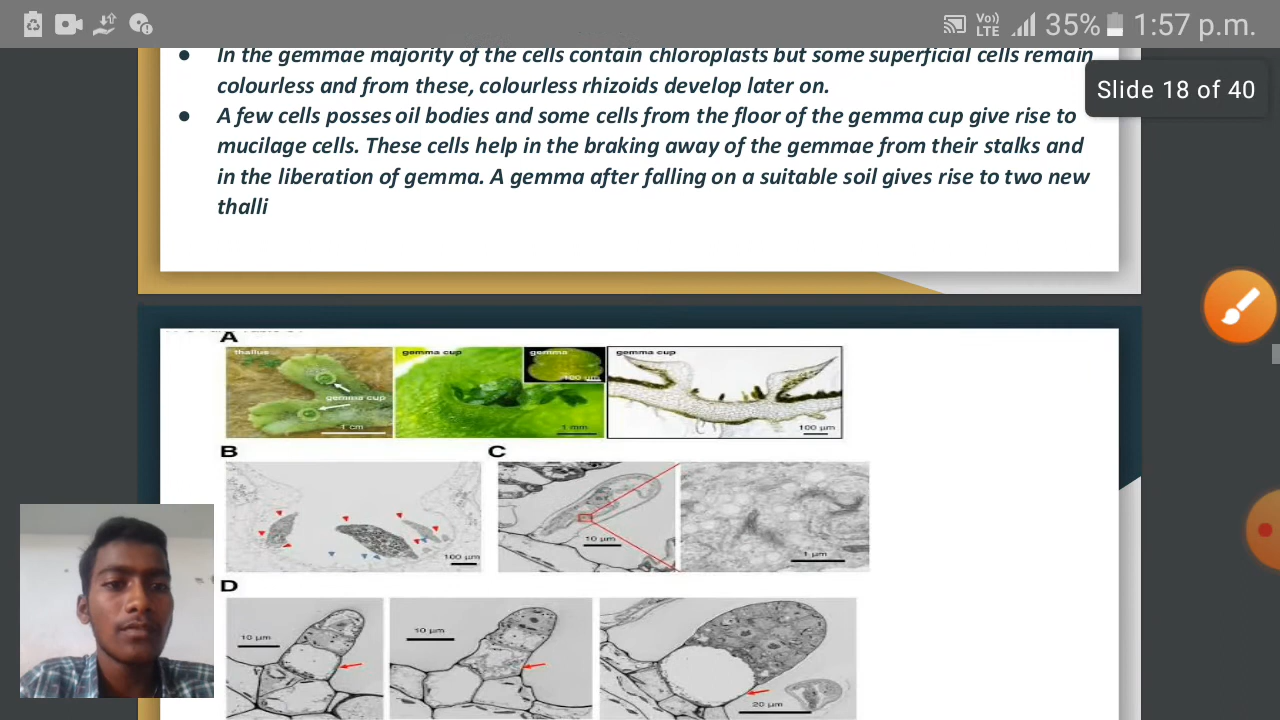 Vo)) LTE 35% 1:57 p.m.
In the gemmae majority of the cells contain chloroplasts but some superficial cells remain
colourless and from these, colourless rhizoids develop later on.
Slide 18 of 40
A few cells posses oil bodies and some cells from the floor of the gemma cup give rise to
mucilage cells. These cells help in the braking away of the gemmae from their stalks and
in the liberation of gemma. A gemma after falling on a suitable soil gives rise to two new
thalli
A
thallus gemma cup gemma gemma cup
100 µm
gemma cup
1 cm 1 mm 100 µm
B C
10 µm
100 µm 1 µm
D
10 µm 10 µm
20 µm